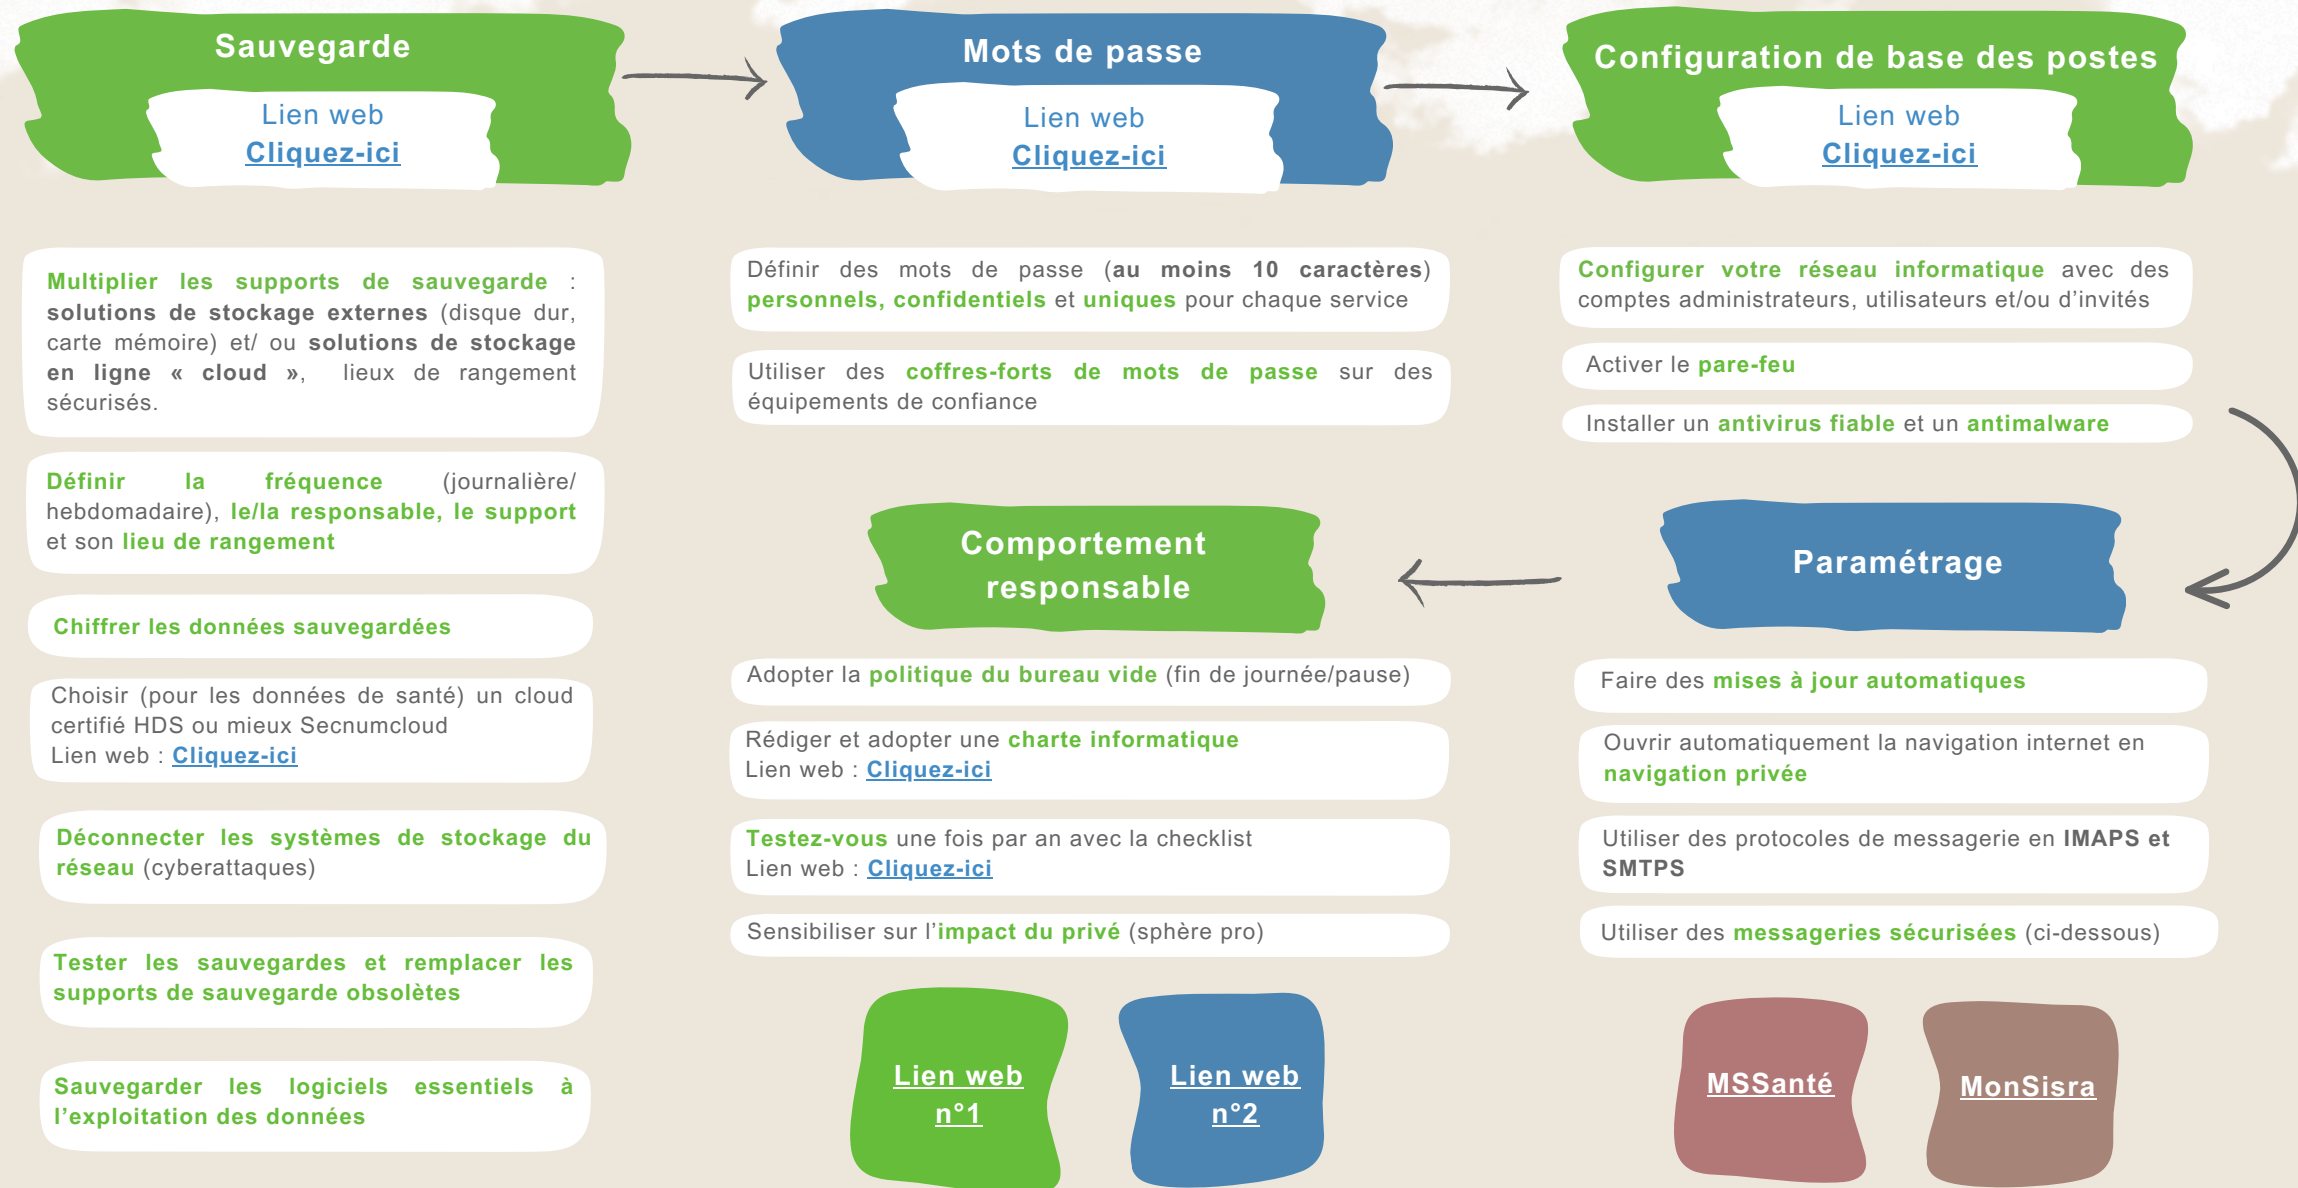 Sauvegarde
Lien web
Cliquez-ici
Multiplier les supports de sauvegarde :
solutions de stockage externes (disque dur,
carte mémoire) et/ ou solutions de stockage
en ligne « cloud », lieux de rangement
sécurisés.
Définir la fréquence (journalière/
hebdomadaire), le/la responsable, le support
et son lieu de rangement
Chiffrer les données sauvegardées
Choisir (pour les données de santé) un cloud
certifié HDS ou mieux Secnumcloud
Lien web : Cliquez-ici
Déconnecter les systèmes de stockage du
réseau (cyberattaques)
Tester les sauvegardes et remplacer les
supports de sauvegarde obsolètes
Sauvegarder les logiciels essentiels à
l’exploitation des données
Mots de passe
Lien web
Cliquez-ici
Définir des mots de passe (au moins 10 caractères)
personnels, confidentiels et uniques pour chaque service
Utiliser des coffres-forts de mots de passe sur des
équipements de confiance
Configuration de base des postes
Lien web
Cliquez-ici
Configurer votre réseau informatique avec des
comptes administrateurs, utilisateurs et/ou d’invités
Activer le pare-feu
Installer un antivirus fiable et un antimalware
Paramétrage
Faire des mises à jour automatiques
Ouvrir automatiquement la navigation internet en
navigation privée
Utiliser des protocoles de messagerie en IMAPS et
SMTPS
Utiliser des messageries sécurisées (ci-dessous)
MSSanté
MonSisra
Comportement
responsable
Adopter la politique du bureau vide (fin de journée/pause)
Rédiger et adopter une charte informatique
Lien web : Cliquez-ici
Testez-vous une fois par an avec la checklist
Lien web : Cliquez-ici
Sensibiliser sur l’impact du privé (sphère pro)
Lien web
n°1
Lien web
n°2